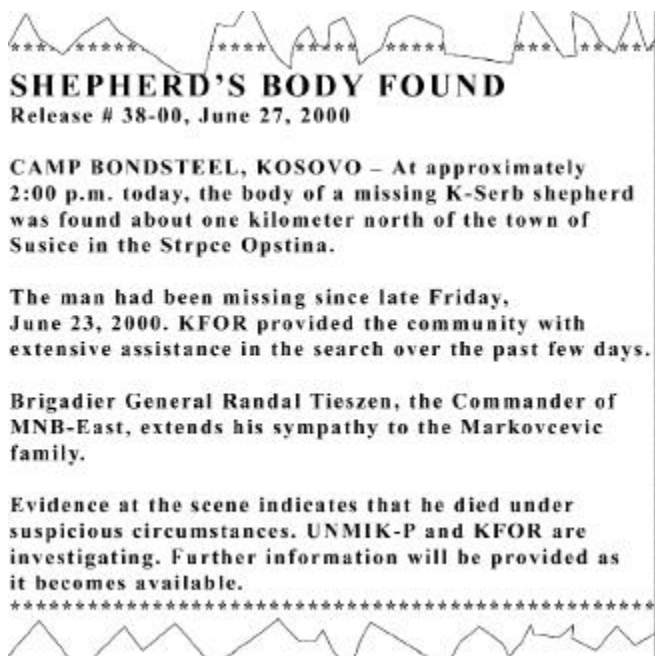 ***** **** ***** ***** *** *** ***
SHEPHERD'S BODY FOUND
Release # 38-00, June 27, 2000
CAMP BONDSTEEL, KOSOVO – At approximately
2:00 p.m. today, the body of a missing K-Serb shepherd
was found about one kilometer north of the town of
Susice in the Strpce Opstina.
The man had been missing since late Friday,
June 23, 2000. KFOR provided the community with
extensive assistance in the search over the past few days.
Brigadier General Randal Tieszen, the Commander of
MNB-East, extends his sympathy to the Markovcevic
family.
Evidence at the scene indicates that he died under
suspicious circumstances. UNMIK-P and KFOR are
investigating. Further information will be provided as
it becomes available.
**************************************************